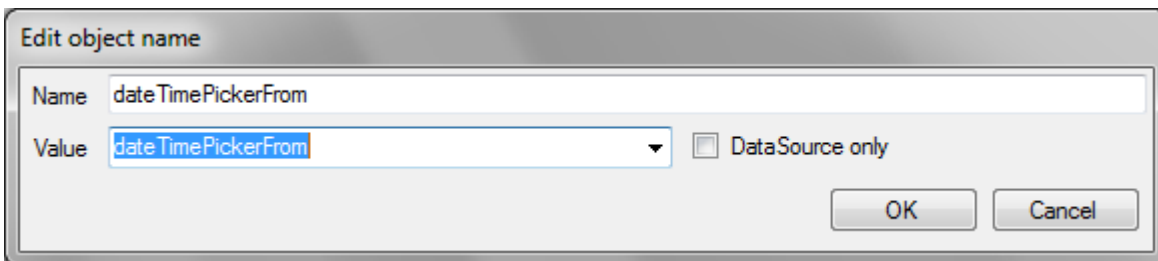 Edit object name
Name dateTimePickerFrom
Value dateTimePickerFrom DataSource only
OK Cancel